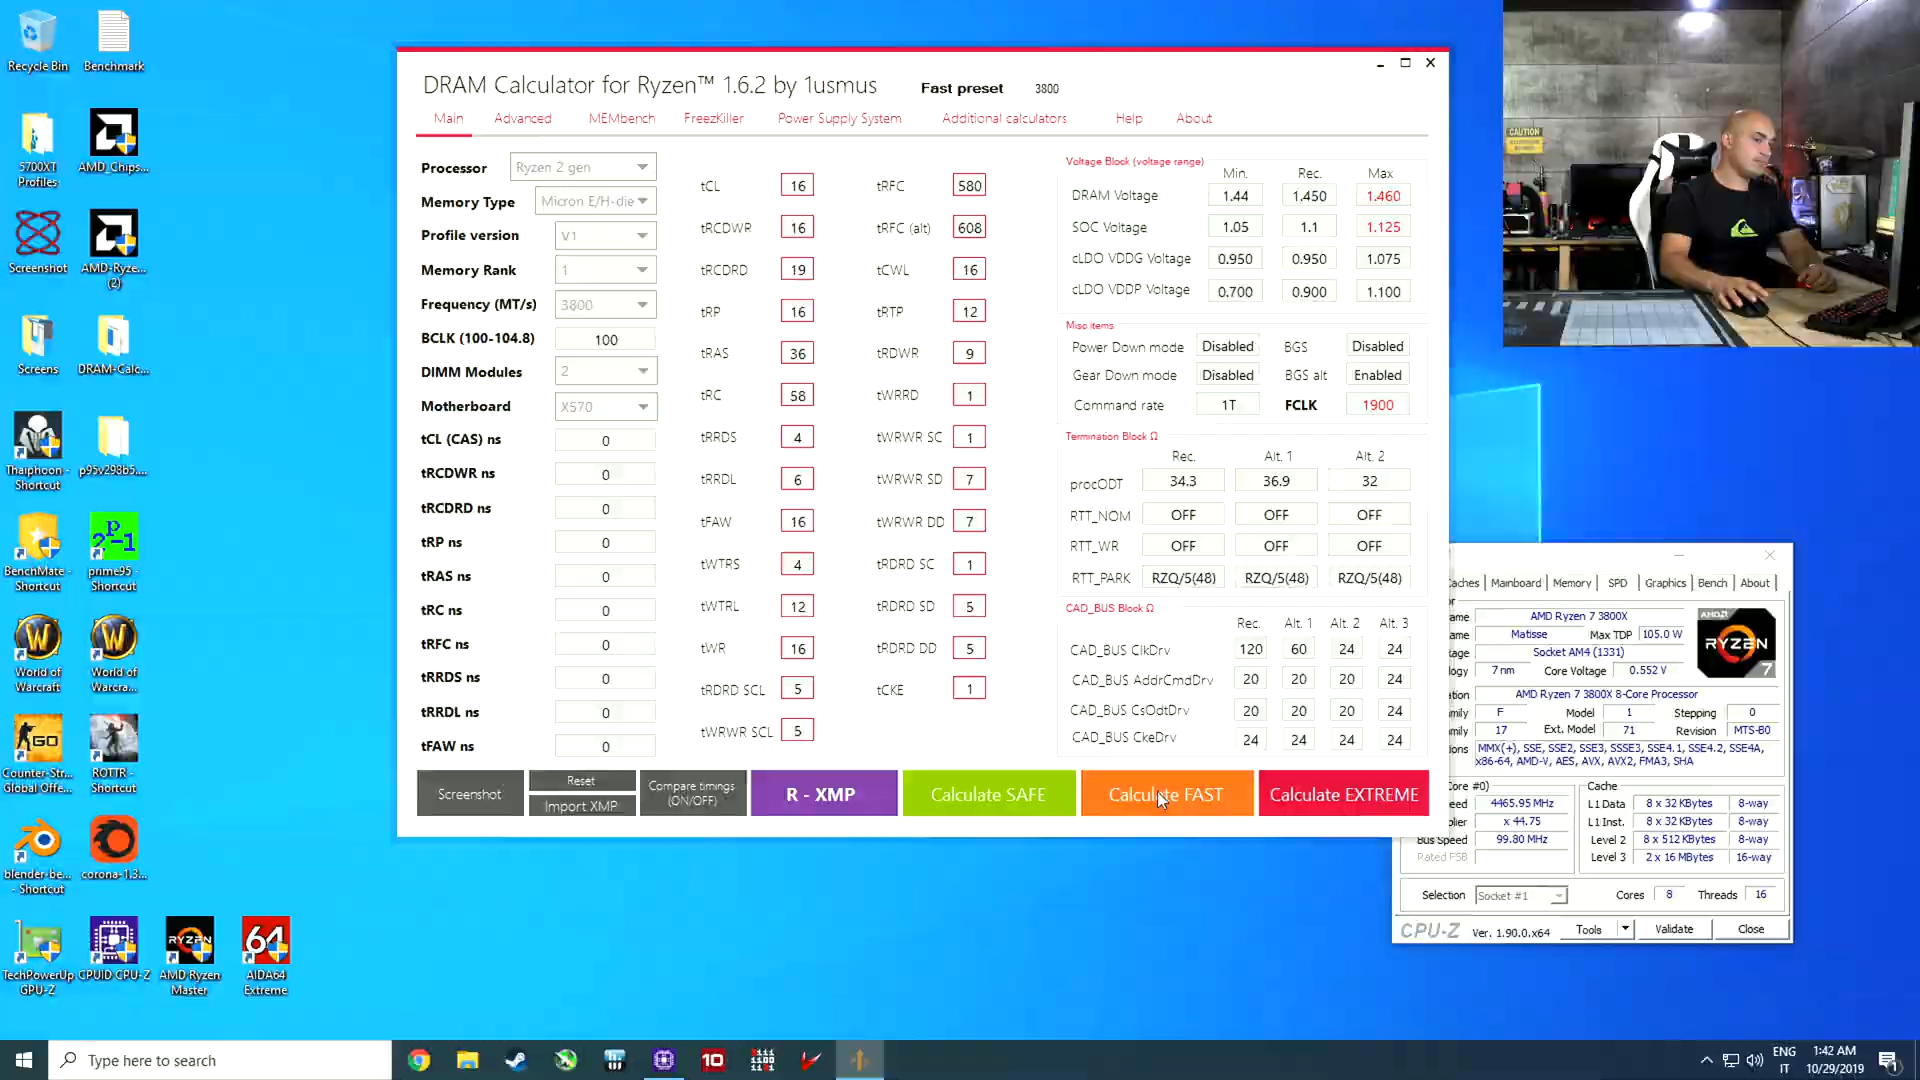 Recycle Bin
Benchmark
5700XT
Profiles
AMD_Chips...
Screenshot
AMD-Ryze...
(2)
Screens
DRAM-Calc...
Thaiphoon -
Shortcut
p95v298b5....
BenchMate -
Shortcut
prime95 -
Shortcut
World of
Warcraft
World of
Warcra...
Counter-Str...
Global Offe...
ROTTR -
Shortcut
blender-be...
- Shortcut
corona-1.3...
TechPowerUp
GPU-Z
CPUID CPU-Z
AMD Ryzen
Master
AIDA64
Extreme
DRAM Calculator for Ryzen™ 1.6.2 by 1usmus
Fast preset
3800
Main
Advanced
MEMbench
FreezKiller
Power Supply System
Additional calculators
Help
About
Processor Ryzen 2 gen
Memory Type Micron E/H-die
Profile version V1
Memory Rank 1
Frequency (MT/s) 3800
BCLK (100-104.8) 100
DIMM Modules 2
Motherboard X570
tCL (CAS) ns 0
tRCDWR ns 0
tRCDRD ns 0
tRP ns 0
tRAS ns 0
tRC ns 0
tRFC ns 0
tRRDS ns 0
tRRDL ns 0
tFAW ns 0
tCL 16
tRCDWR 16
tRCDRD 19
tRP 16
tRAS 36
tRC 58
tRRDS 4
tRRDL 6
tFAW 16
tWTRS 4
tWTRL 12
tWR 16
tRDRD SCL 5
tWRWR SCL 5
tRFC 580
tRFC (alt) 608
tCWL 16
tRTP 12
tRDWR 9
tWRRD 1
tWRWR SC 1
tWRWR SD 7
tWRWR DD 7
tRDRD SC 1
tRDRD SD 5
tRDRD DD 5
tCKE 1
Voltage Block (voltage range)
Min. Rec. Max
DRAM Voltage 1.44 1.450 1.460
SOC Voltage 1.05 1.1 1.125
cLDO VDDG Voltage 0.950 0.950 1.075
cLDO VDDP Voltage 0.700 0.900 1.100
Misc items
Power Down mode Disabled BGS Disabled
Gear Down mode Disabled BGS alt Enabled
Command rate 1T FCLK 1900
Termination Block Ω
Rec. Alt. 1 Alt. 2
procODT 34.3 36.9 32
RTT_NOM OFF OFF OFF
RTT_WR OFF OFF OFF
RTT_PARK RZQ/5(48) RZQ/5(48) RZQ/5(48)
CAD_BUS Block Ω
Rec. Alt. 1 Alt. 2 Alt. 3
CAD_BUS ClkDrv 120 60 24 24
CAD_BUS AddrCmdDrv 20 20 20 24
CAD_BUS CsOdtDrv 20 20 20 24
CAD_BUS CkeDrv 24 24 24 24
Screenshot
Reset
Import XMP
Compare timings
(ON/OFF)
R - XMP
Calculate SAFE
Calculate FAST
Calculate EXTREME
CAUTION
aches Mainboard Memory SPD Graphics Bench About
or
ame AMD Ryzen 7 3800X
ame Matisse Max TDP 105.0 W
age Socket AM4 (1331)
logy 7 nm Core Voltage 0.552 V
AMD
RYZEN
7
ation AMD Ryzen 7 3800X 8-Core Processor
mily F Model 1 Stepping 0
mily 17 Ext. Model 71 Revision MTS-B0
ions MMX(+), SSE, SSE2, SSE3, SSSE3, SSE4.1, SSE4.2, SSE4A,
x86-64, AMD-V, AES, AVX, AVX2, FMA3, SHA
Core #0)
eed 4465.95 MHz
plier x 44.75
Bus Speed 99.80 MHz
Rated FSB
Cache
L1 Data 8 x 32 KBytes 8-way
L1 Inst. 8 x 32 KBytes 8-way
Level 2 8 x 512 KBytes 8-way
Level 3 2 x 16 MBytes 16-way
Selection Socket #1 Cores 8 Threads 16
CPU-Z Ver. 1.90.0.x64 Tools Validate Close
Type here to search
10
ENG
IT
1:42 AM
10/29/2019